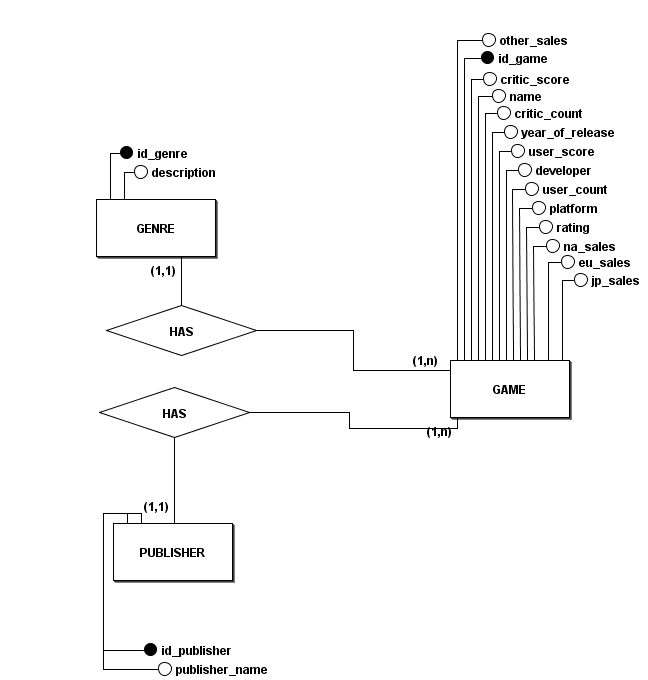 other_sales
id_game
critic_score
name
critic_count
year_of_release
user_score
developer
user_count
platform
rating
na_sales
eu_sales
jp_sales
id_genre
description
GENRE
(1,1)
HAS
(1,n)
GAME
HAS
(1,n)
(1,1)
PUBLISHER
id_publisher
publisher_name